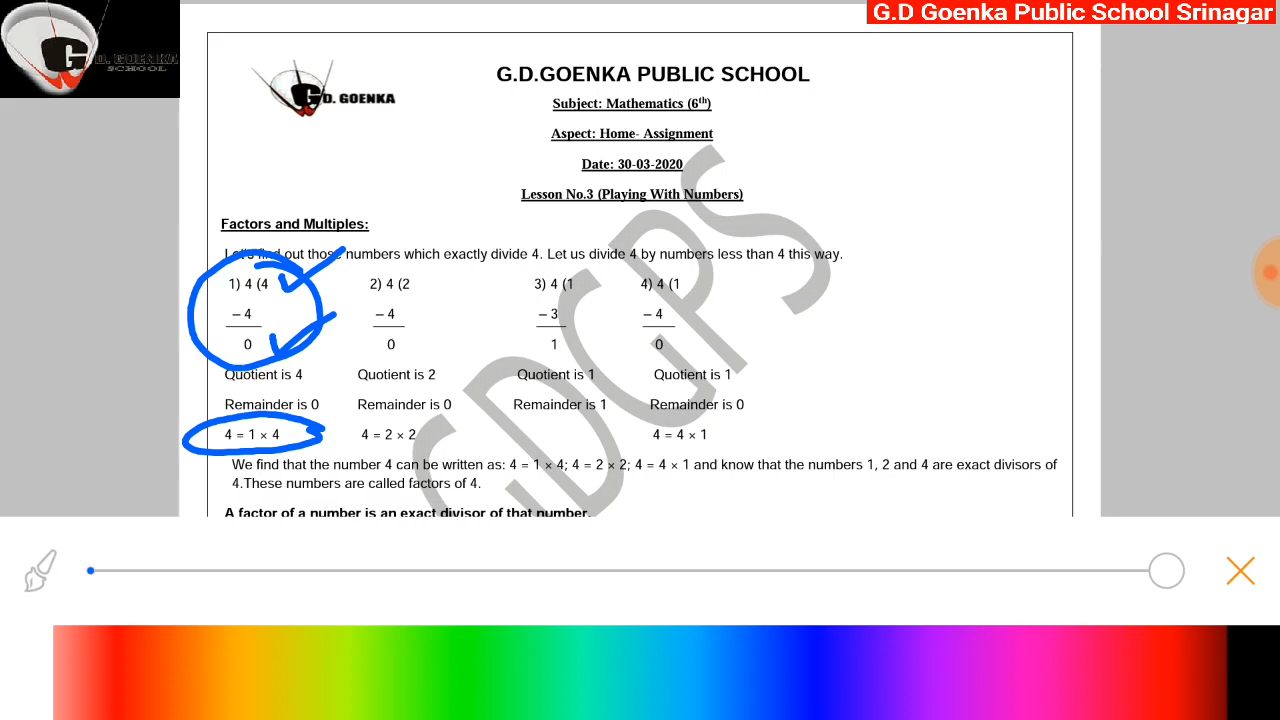 G.D Goenka Public School Srinagar
G D. GOENKA
SCHOOL
GD. GOENKA
G.D.GOENKA PUBLIC SCHOOL
Subject: Mathematics (6th)
Aspect: Home- Assignment
Date: 30-03-2020
Lesson No.3 (Playing With Numbers)
Factors and Multiples:
Let's find out those numbers which exactly divide 4. Let us divide 4 by numbers less than 4 this way.
1) 4 (4 2) 4 (2 3) 4 (1 4) 4 (1
– 4 – 4 – 3 – 4
0 0 1 0
Quotient is 4 Quotient is 2 Quotient is 1 Quotient is 1
Remainder is 0 Remainder is 0 Remainder is 1 Remainder is 0
4 = 1 × 4 4 = 2 × 2 4 = 4 × 1
We find that the number 4 can be written as: 4 = 1 × 4; 4 = 2 × 2; 4 = 4 × 1 and know that the numbers 1, 2 and 4 are exact divisors of
4.These numbers are called factors of 4.
A factor of a number is an exact divisor of that number.
GDGPS